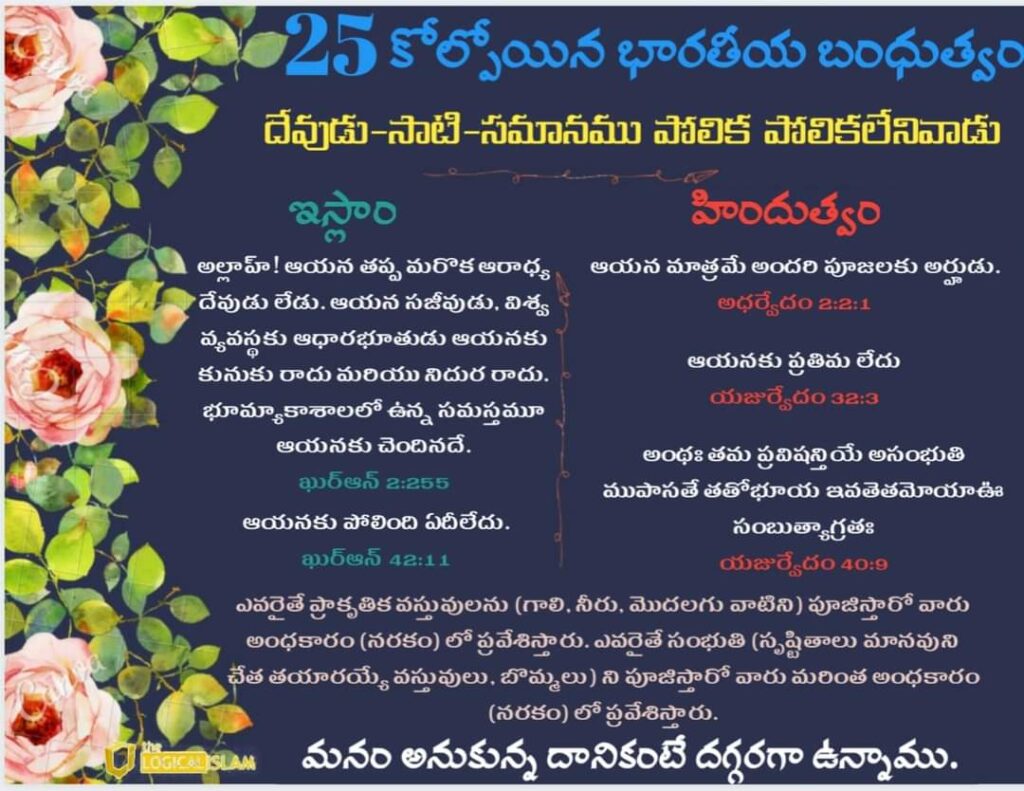 25 కోల్పోయిన భారతీయ బంధుత్వం
దేవుడు-సాటి-సమానము పోలిక పోలికలేనివాడు
ఇస్లాం
అల్లాహ్! ఆయన తప్ప మరొక ఆరాధ్య
దేవుడు లేడు. ఆయన సజీవుడు, విశ్వ
వ్యవస్థకు ఆధారభూతుడు ఆయనకు
కునుకు రాదు మరియు నిదుర రాదు.
భూమ్యాకాశాలలో ఉన్న సమస్తమూ
ఆయనకు చెందినదే.
ఖుర్ఆన్ 2:255
ఆయనకు పోలింది ఏదీలేదు.
ఖుర్ఆన్ 42:11
హిందుత్వం
ఆయన మాత్రమే అందరి పూజలకు అర్హుడు.
అధర్వేదం 2:2:1
ఆయనకు ప్రతిమ లేదు
యజుర్వేదం 32:3
అంథః తమ ప్రవిషన్తియే అసంభుతి
ముపాసతే తతోభూయ ఇవతెతమోయాఊ
సంబుత్యాగ్రతః
యజుర్వేదం 40:9
ఎవరైతే ప్రాకృతిక వస్తువులను (గాలి, నీరు, మొదలగు వాటిని) పూజిస్తారో వారు
అంధకారం (నరకం) లో ప్రవేశిస్తారు. ఎవరైతే సంభుతి (సృష్టితాలు మానవుని
చేత తయారయ్యే వస్తువులు, బొమ్మలు) ని పూజిస్తారో వారు మరింత అంధకారం
(నరకం) లో ప్రవేశిస్తారు.
the
LOGICAL ISLAM
మనం అనుకున్న దానికంటే దగ్గరగా ఉన్నాము.